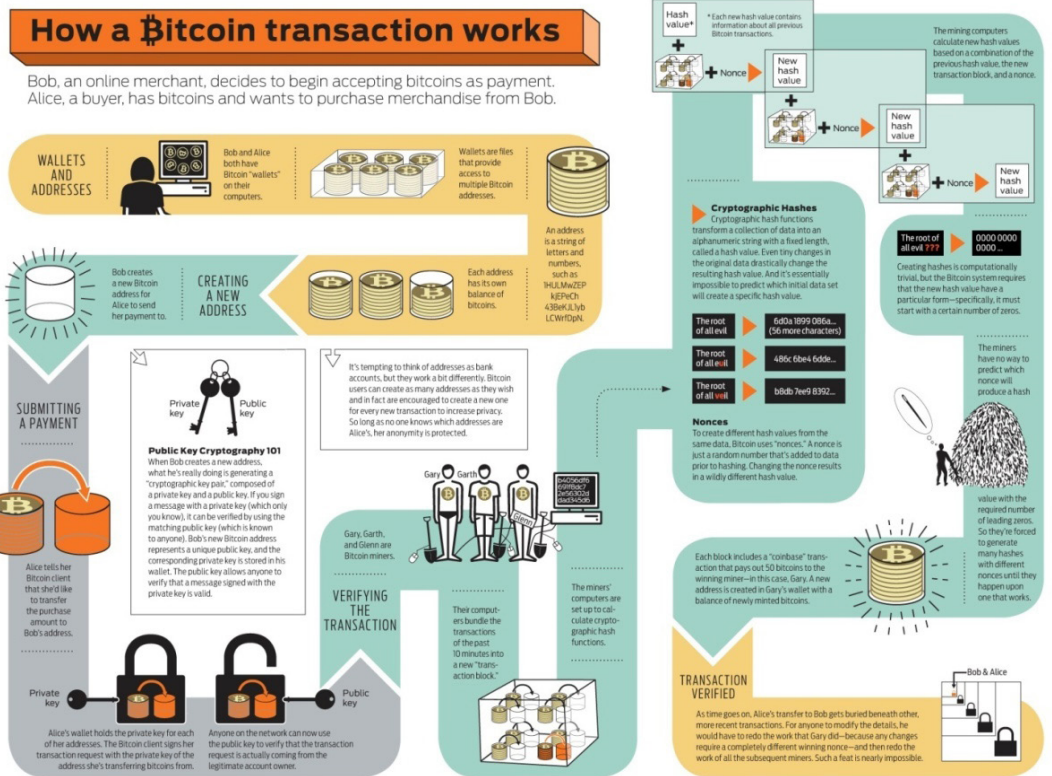 How a Bitcoin transaction works
Bob, an online merchant, decides to begin accepting bitcoins as payment.
Alice, a buyer, has bitcoins and wants to purchase merchandise from Bob.
WALLETS
AND
ADDRESSES
Bob and Alice
both have
Bitcoin "wallets"
on their
computers.
Wallets are files
that provide
access to
multiple Bitcoin
addresses.
An address
is a string of
letters and
numbers,
such as
1HULMwZEP
kjEPeCh
43BeKJL1yb
LCWrfDpN.
Each address
has its own
balance of
bitcoins.
CREATING
A NEW
ADDRESS
Bob creates
a new Bitcoin
address for
Alice to send
her payment to.
SUBMITTING
A PAYMENT
Alice tells her
Bitcoin client
that she'd like
to transfer
the purchase
amount to
Bob's address.
Private
key
Public
key
Public Key Cryptography 101
When Bob creates a new address,
what he's really doing is generating a
"cryptographic key pair," composed of
a private key and a public key. If you sign
a message with a private key (which only
you know), it can be verified by using the
matching public key (which is known
to anyone). Bob's new Bitcoin address
represents a unique public key, and the
corresponding private key is stored in his
wallet. The public key allows anyone to
verify that a message signed with the
private key is valid.
It's tempting to think of addresses as bank
accounts, but they work a bit differently. Bitcoin
users can create as many addresses as they wish
and in fact are encouraged to create a new one
for every new transaction to increase privacy.
So long as no one knows which addresses are
Alice's, her anonymity is protected.
Private
key
Public
key
Alice's wallet holds the private key for each
of her addresses. The Bitcoin client signs her
transaction request with the private key of the
address she's transferring bitcoins from.
Anyone on the network can now use
the public key to verify that the transaction
request is actually coming from the
legitimate account owner.
VERIFYING
THE
TRANSACTION
Gary
Garth
Glenn
Gary, Garth,
and Glenn are
Bitcoin miners.
b4056df6
691f8dc7
2e56302d
dad345d6
Their comput-
ers bundle the
transactions
of the past
10 minutes into
a new "trans-
action block."
The miners'
computers are
set up to cal-
culate crypto-
graphic hash
functions.
Cryptographic Hashes
Cryptographic hash functions
transform a collection of data into an
alphanumeric string with a fixed length,
called a hash value. Even tiny changes in
the original data drastically change the
resulting hash value. And it's essentially
impossible to predict which initial data set
will create a specific hash value.
The root
of all evil
6d0a 1899 086a...
(56 more characters)
The root
of all euil
486c 6be4 6dde...
The root
of all veil
b8db 7ee9 8392...
Nonces
To create different hash values from the
same data, Bitcoin uses "nonces." A nonce is
just a random number that's added to data
prior to hashing. Changing the nonce results
in a wildly different hash value.
Hash
value*
* Each new hash value contains
information about all previous
Bitcoin transactions.
+
+ Nonce
New
hash
value
+
+ Nonce
New
hash
value
+
+ Nonce
New
hash
value
The mining computers
calculate new hash values
based on a combination of the
previous hash value, the new
transaction block, and a nonce.
The root of
all evil ???
0000 0000
0000 ...
Creating hashes is computationally
trivial, but the Bitcoin system requires
that the new hash value have a
particular form—specifically, it must
start with a certain number of zeros.
The miners
have no way to
predict which
nonce will
produce a hash
value with the
required number
of leading zeros.
So they're forced
to generate
many hashes
with different
nonces until they
happen upon
one that works.
Each block includes a "coinbase" trans-
action that pays out 50 bitcoins to the
winning miner—in this case, Gary. A new
address is created in Gary's wallet with a
balance of newly minted bitcoins.
TRANSACTION
VERIFIED
Bob & Alice
As time goes on, Alice's transfer to Bob gets buried beneath other,
more recent transactions. For anyone to modify the details, he
would have to redo the work that Gary did—because any changes
require a completely different winning nonce—and then redo the
work of all the subsequent miners. Such a feat is nearly impossible.